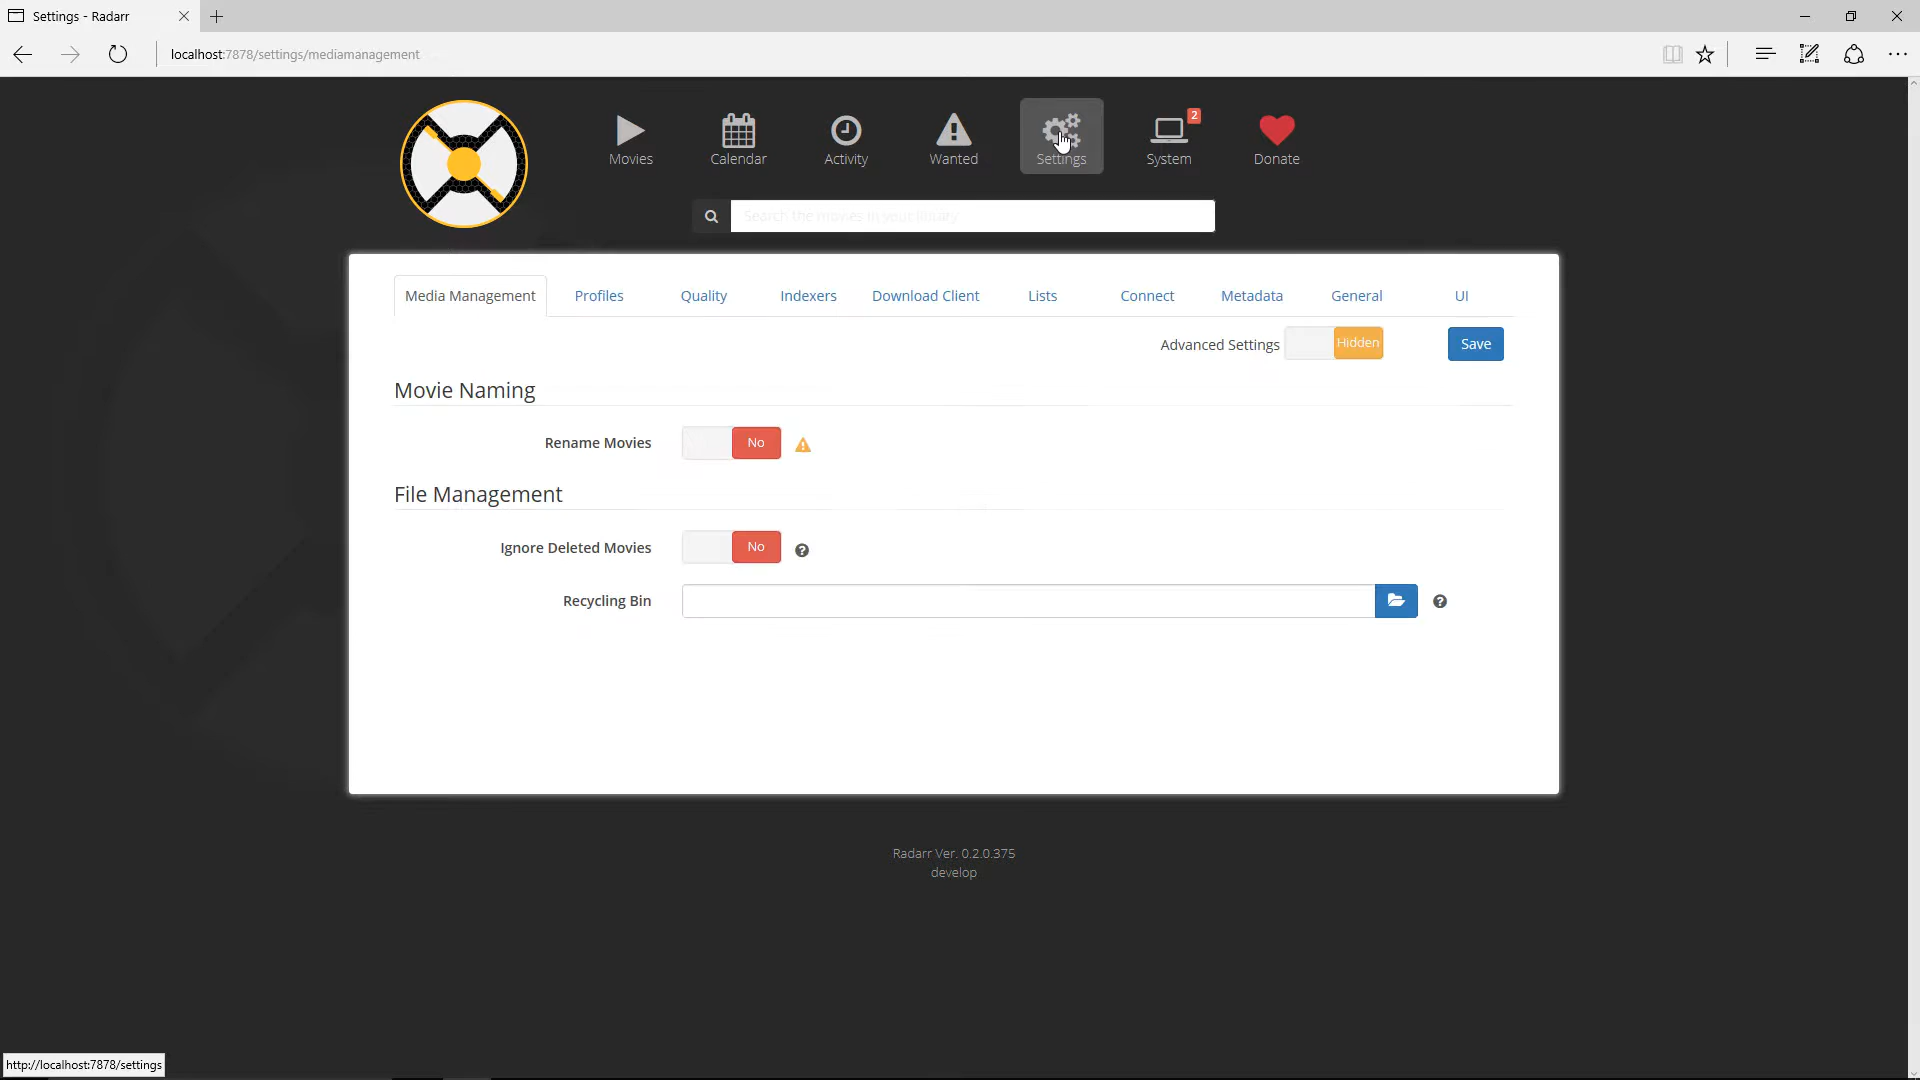 Settings - Radarr
localhost:7878/settings/mediamanagement
Movies
Calendar
Activity
Wanted
Settings
2
System
Donate
Search the movies in your library
Media Management
Profiles
Quality
Indexers
Download Client
Lists
Connect
Metadata
General
UI
Advanced Settings
Hidden
Save
Movie Naming
Rename Movies
No
File Management
Ignore Deleted Movies
No
Recycling Bin
Radarr Ver. 0.2.0.375
develop
http://localhost:7878/settings